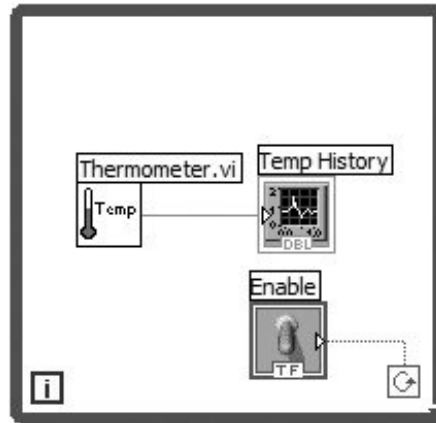 Thermometer.vi
Temp History
Temp
DBL
Enable
TF
i